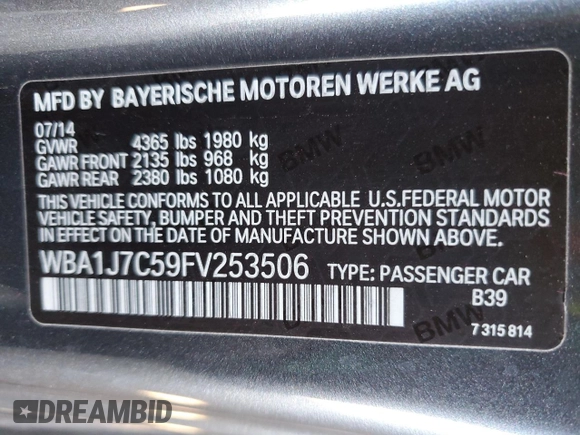 MFD BY BAYERISCHE MOTOREN WERKE AG
07/14
GVWR 4365 lbs 1980 kg
GAWR FRONT 2135 lbs 968 kg
GAWR REAR 2380 lbs 1080 kg
THIS VEHICLE CONFORMS TO ALL APPLICABLE U.S.FEDERAL MOTOR
VEHICLE SAFETY, BUMPER AND THEFT PREVENTION STANDARDS
IN EFFECT ON THE DATE OF MANUFACTURE SHOWN ABOVE.
WBA1J7C59FV253506 TYPE: PASSENGER CAR
B39
7 315 814
BMW
BMW
DREAMBID.COM